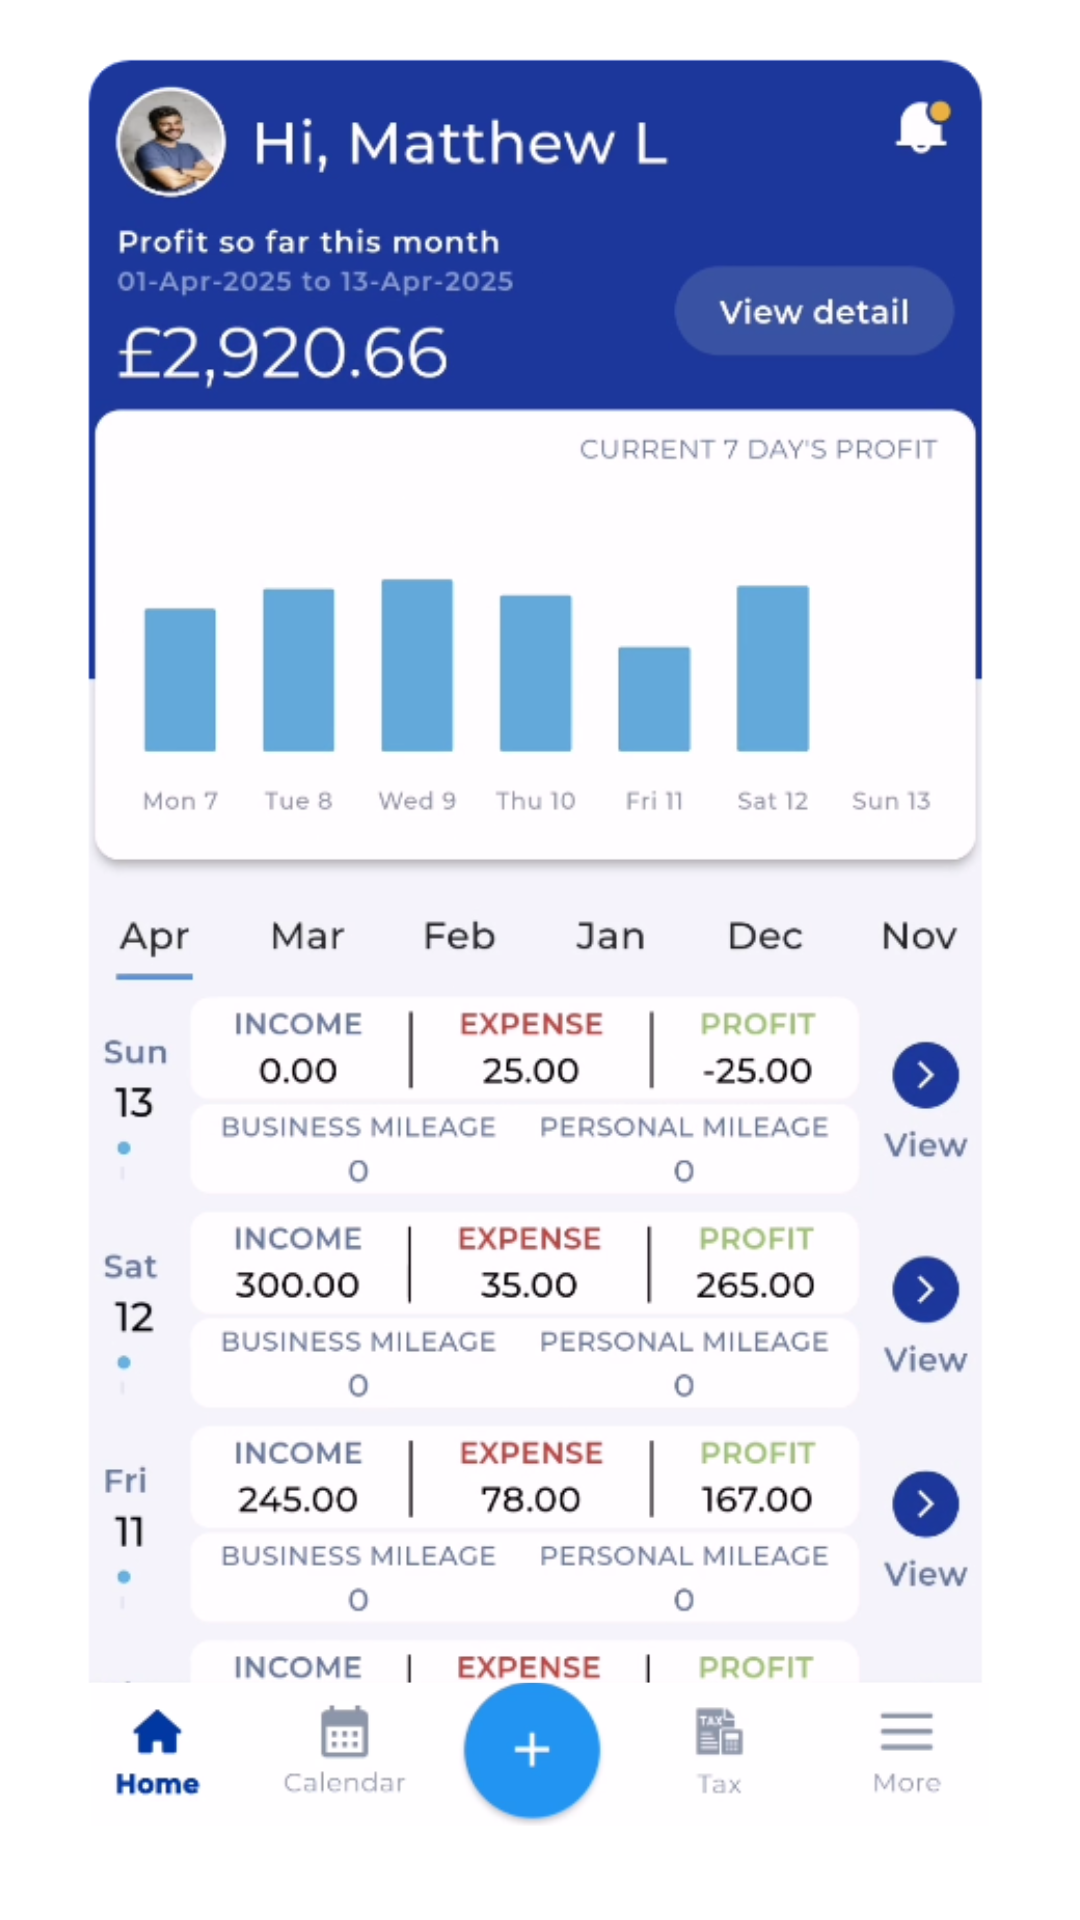 Hi, Matthew L
Profit so far this month
01-Apr-2025 to 13-Apr-2025
£2,920.66
View detail
CURRENT 7 DAY'S PROFIT
Mon 7 Tue 8 Wed 9 Thu 10 Fri 11 Sat 12 Sun 13
Apr Mar Feb Jan Dec Nov
Sun
13
INCOME EXPENSE PROFIT
0.00 25.00 -25.00
BUSINESS MILEAGE PERSONAL MILEAGE
0 0
View
Sat
12
INCOME EXPENSE PROFIT
300.00 35.00 265.00
BUSINESS MILEAGE PERSONAL MILEAGE
0 0
View
Fri
11
INCOME EXPENSE PROFIT
245.00 78.00 167.00
BUSINESS MILEAGE PERSONAL MILEAGE
0 0
View
INCOME EXPENSE PROFIT
TAX
Home Calendar + Tax More